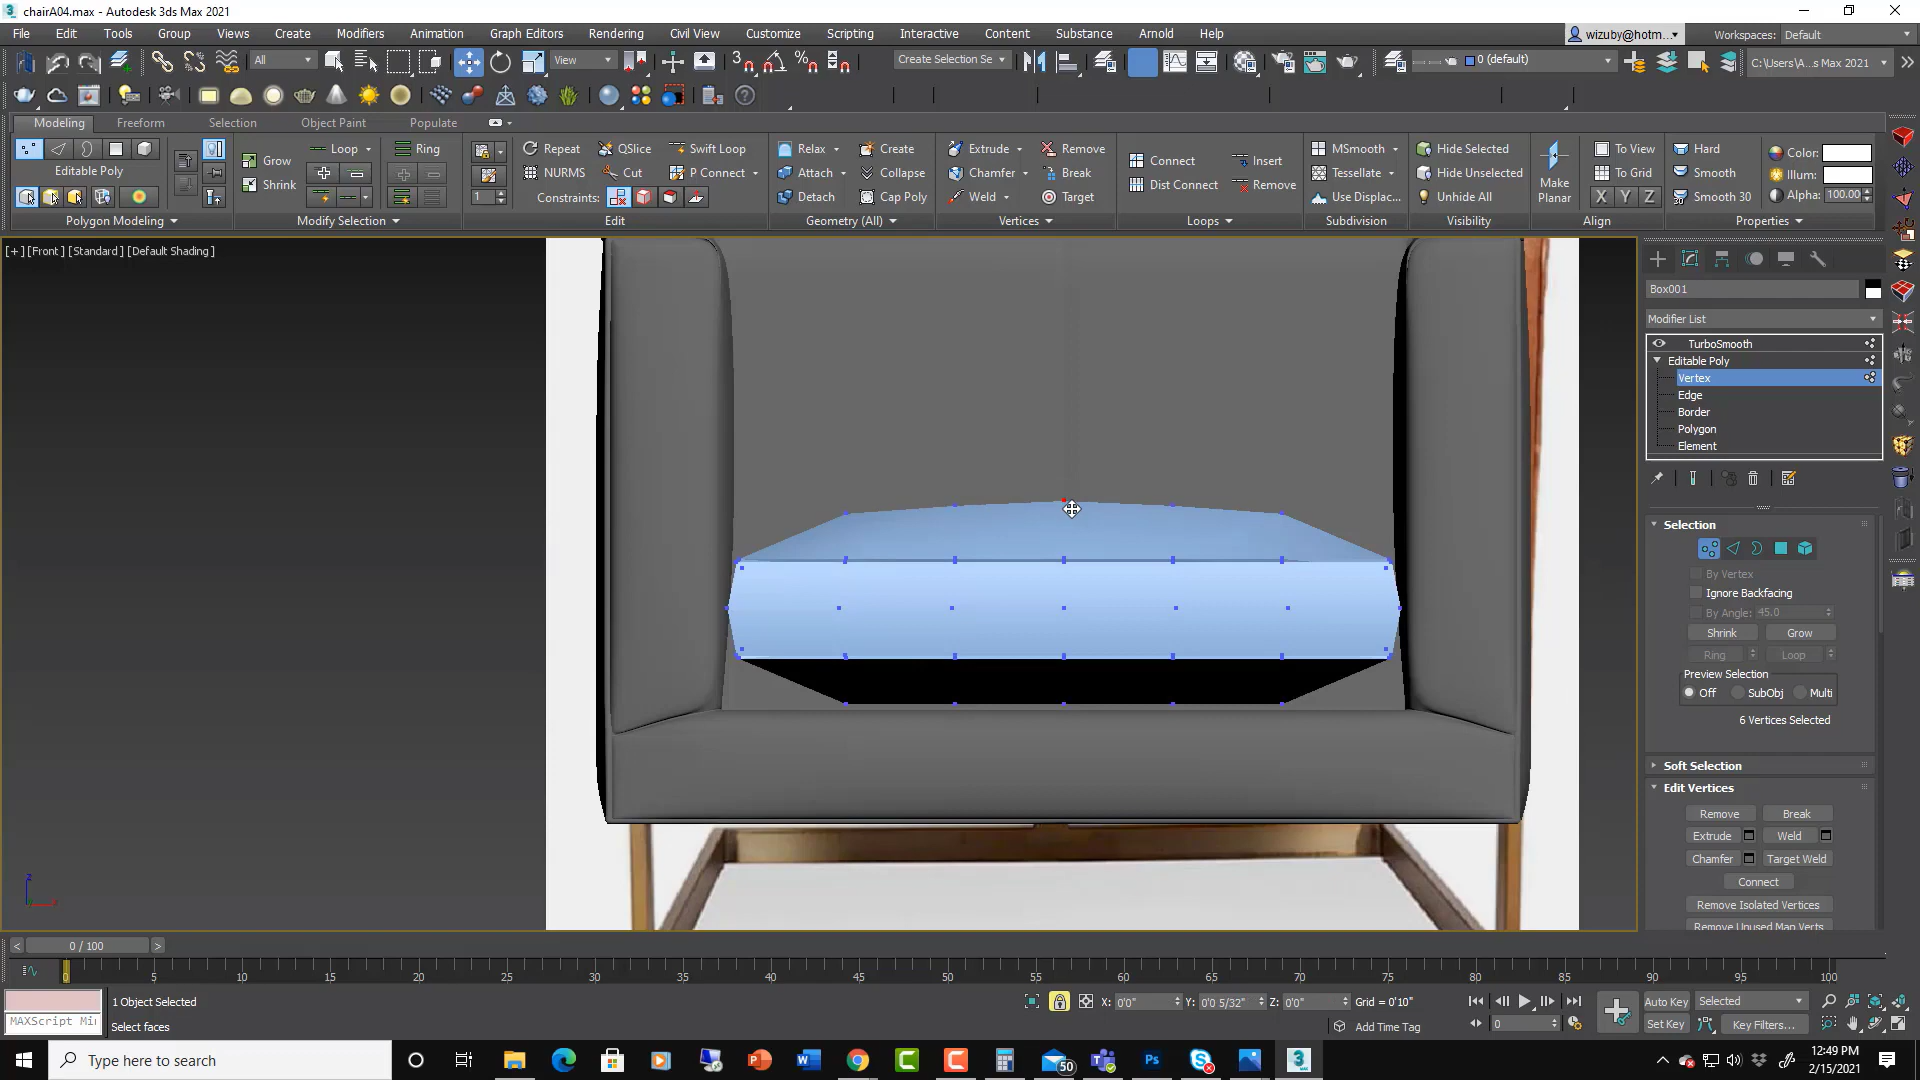 chairA04.max - Autodesk 3ds Max 2021
File Edit Tools Group Views Create Modifiers Animation Graph Editors Rendering Civil View Customize Scripting Interactive Content Substance Arnold Help wizuby@hotm... Workspaces: Default
All View Create Selection Se 0 (default) C:\Users\A...s Max 2021
Modeling Freeform Selection Object Paint Populate
Grow Loop Ring Repeat QSlice Swift Loop Relax Create Extrude Remove Connect Insert MSmooth Hide Selected To View Hard Color:
Editable Poly Shrink NURMS Cut P Connect Attach Collapse Chamfer Break Dist Connect Remove Tessellate Hide Unselected Make Planar To Grid Smooth Illum:
1 Constraints: Detach Cap Poly Weld Target Use Displac... Unhide All X Y Z Smooth 30 Alpha: 100.00
Polygon Modeling Modify Selection Edit Geometry (All) Vertices Loops Subdivision Visibility Align Properties
[+] [Front] [Standard] [Default Shading]
Box001
Modifier List
TurboSmooth
Editable Poly
Vertex
Edge
Border
Polygon
Element
Selection
By Vertex
Ignore Backfacing
By Angle: 45.0
Shrink Grow
Ring Loop
Preview Selection
Off SubObj Multi
6 Vertices Selected
Soft Selection
Edit Vertices
Remove Break
Extrude Weld
Chamfer Target Weld
Connect
Remove Isolated Vertices
Remove Unused Map Verts
z
x
< 0 / 100 >
0 5 10 15 20 25 30 35 40 45 50 55 60 65 70 75 80 85 90 95 100
1 Object Selected X: 0'0" Y: 0'0 5/32" Z: 0'0" Grid = 0'10" Auto Key Selected
MAXScript Mi Select faces Add Time Tag 0 Set Key Key Filters...
Type here to search 50 12:49 PM
2/15/2021